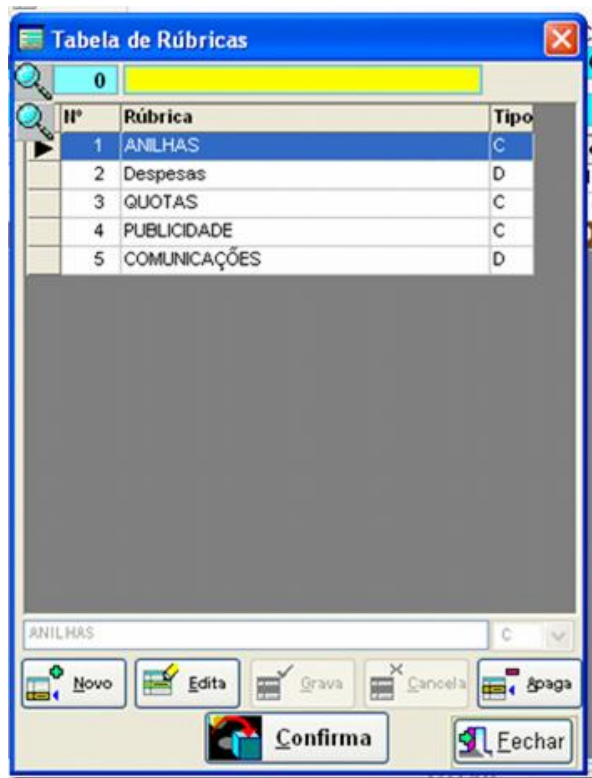 Tabela de Rúbricas
0
Nº Rúbrica Tipo
1 ANILHAS C
2 Despesas D
3 QUOTAS C
4 PUBLICIDADE C
5 COMUNICAÇÕES D
ANILHAS C
Novo Edita Grava Cancela Apaga
Confirma Fechar